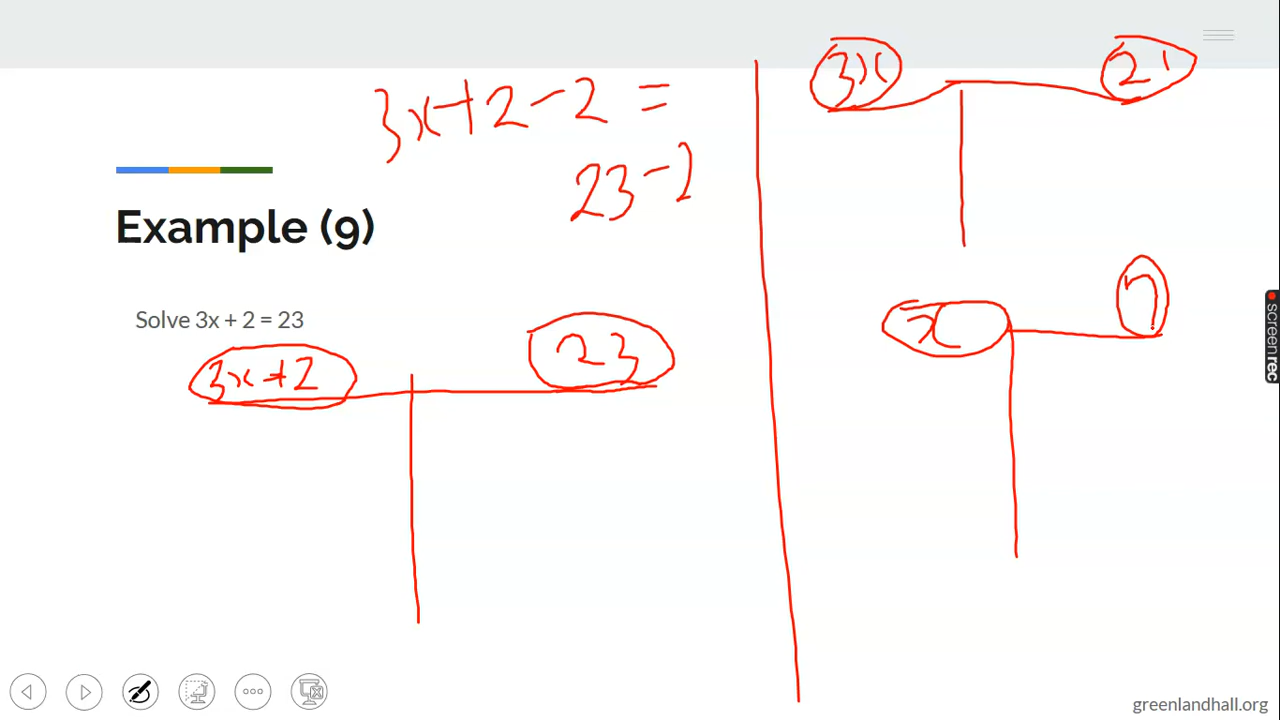 3x+2-2=
23-2
Example (9)
Solve 3x + 2 = 23
3x+2
23
3x
21
x
7
screenrec
greenlandhall.org